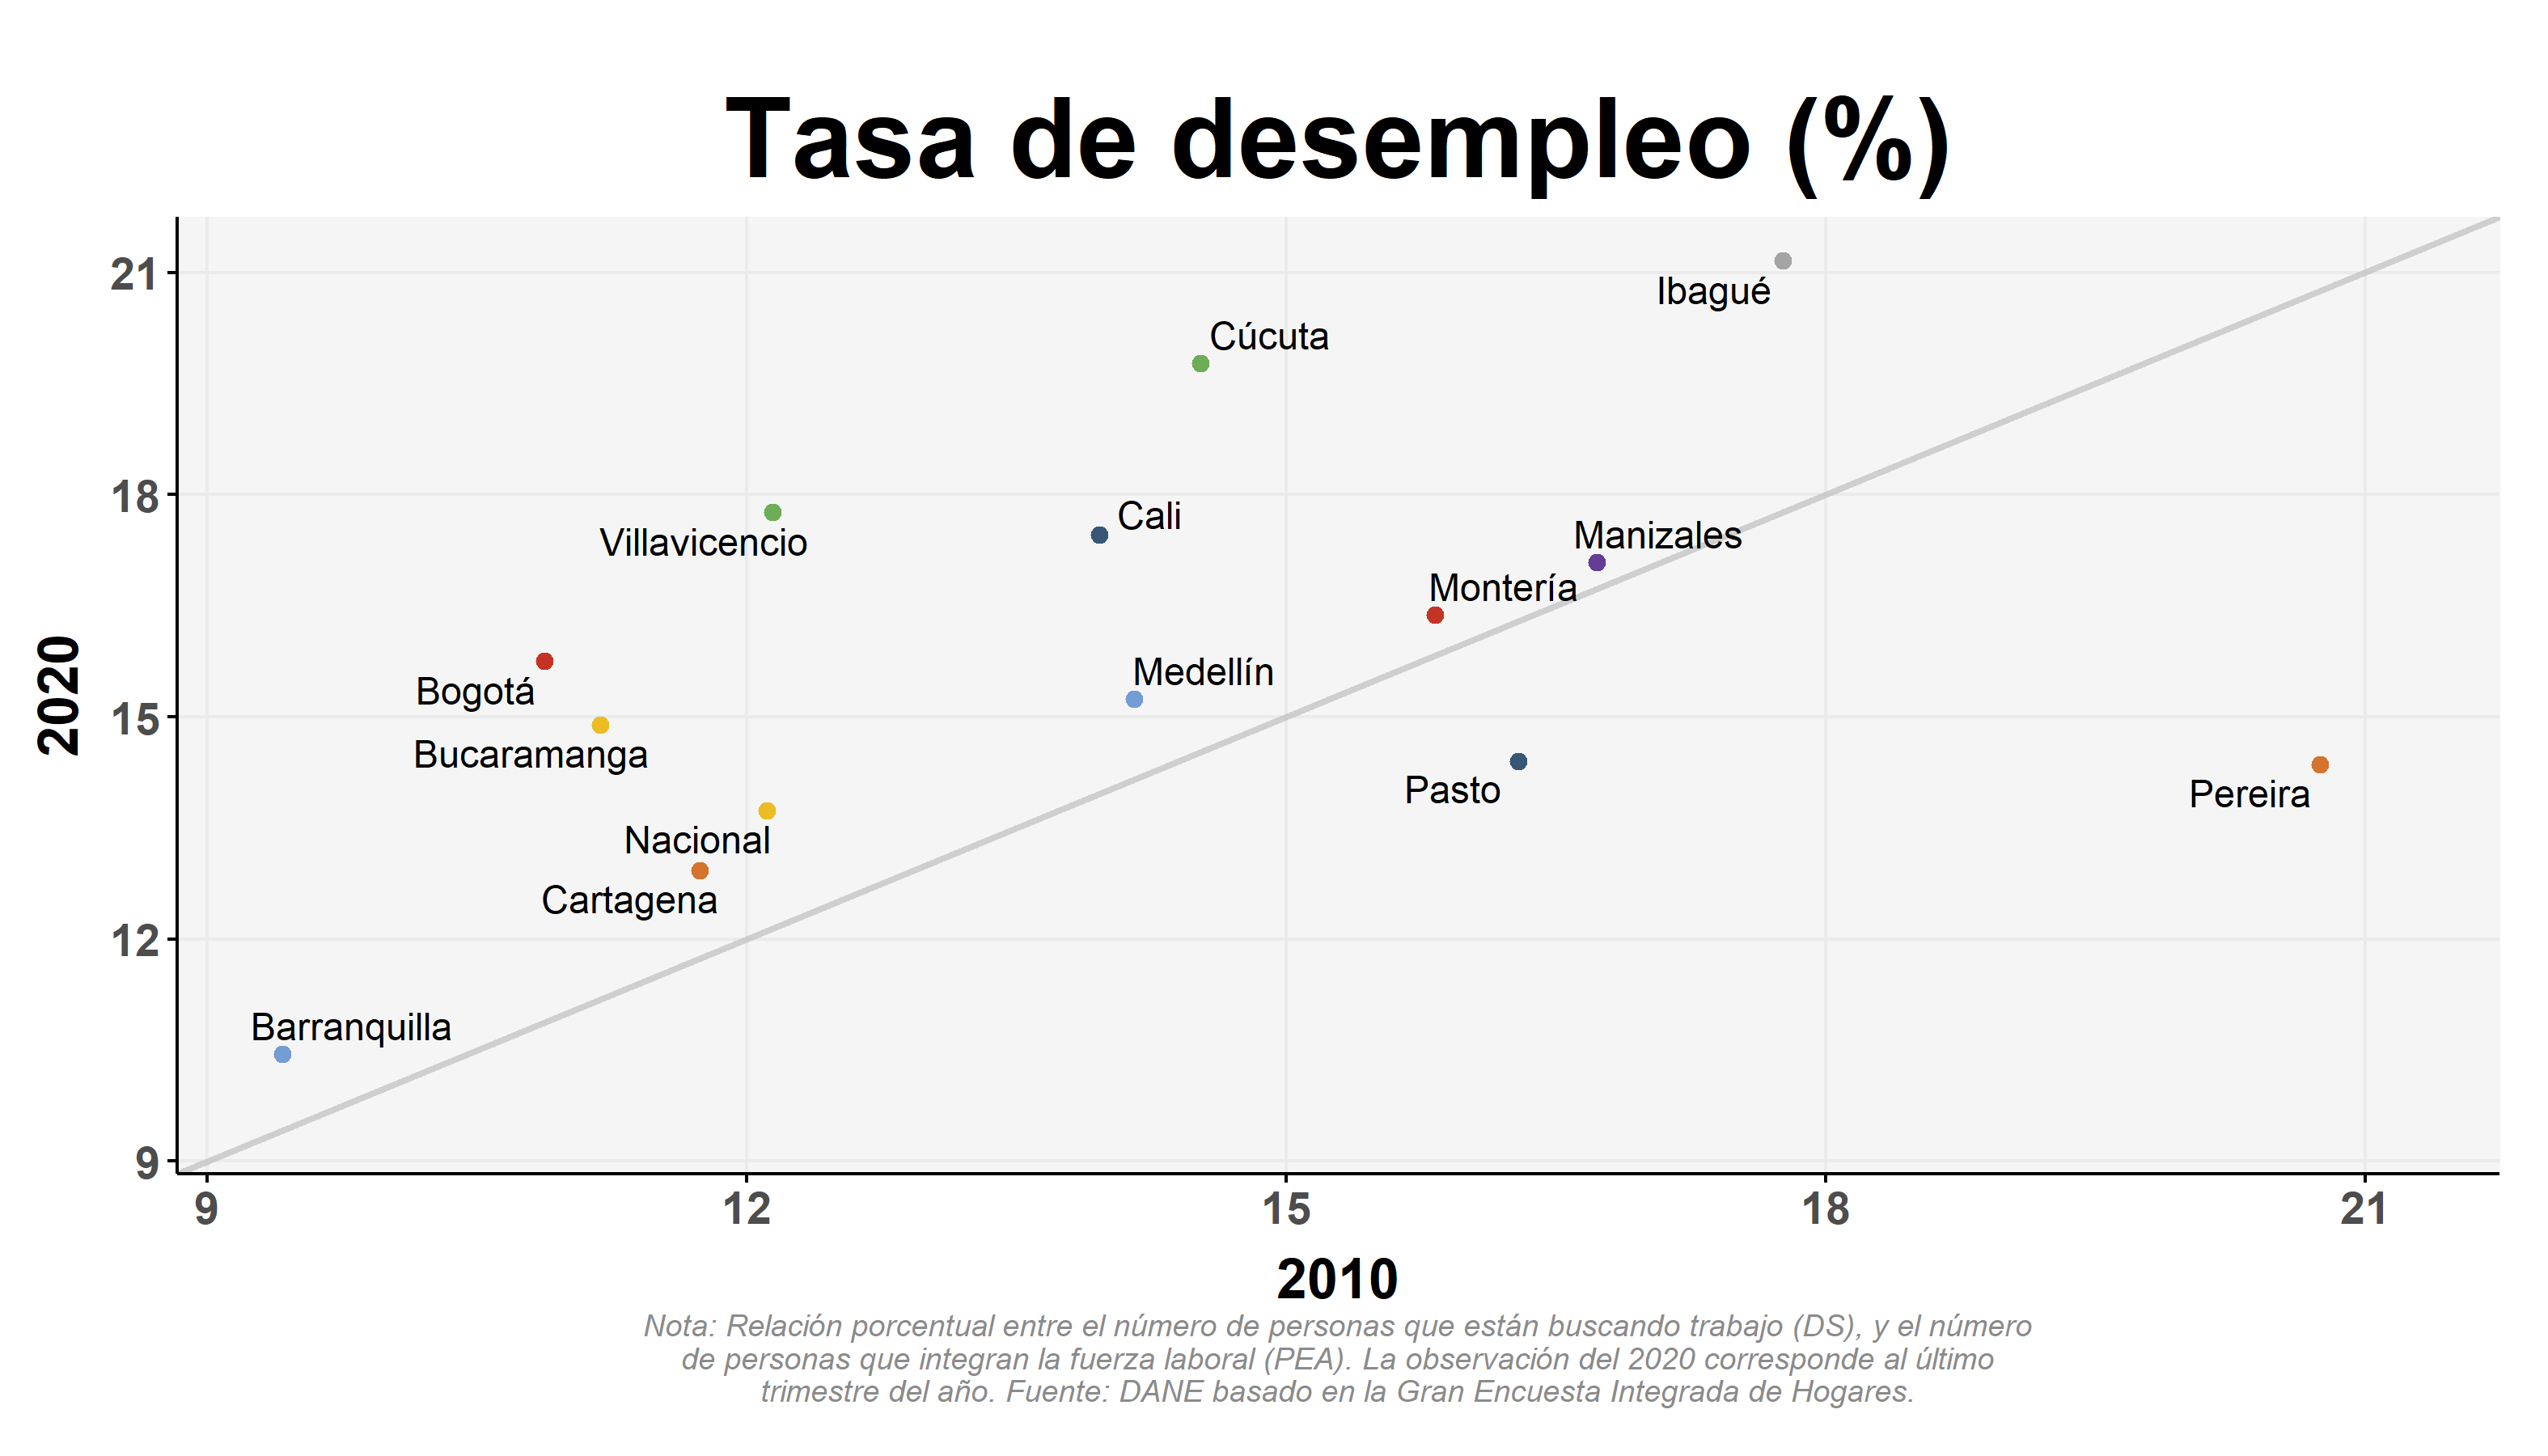 Tasa de desempleo (%)
21
Ibagué
Cúcuta
18
Cali
Villavicencio
Manizales
Montería
2020
Medellín
Bogotá
15
Bucaramanga
Pasto
Pereira
Nacional
Cartagena
12
Barranquilla
9
9 12 15 18 21
2010
Nota: Relación porcentual entre el número de personas que están buscando trabajo (DS), y el número
de personas que integran la fuerza laboral (PEA). La observación del 2020 corresponde al último
trimestre del año. Fuente: DANE basado en la Gran Encuesta Integrada de Hogares.